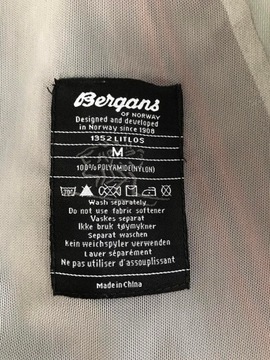 Bergans
OF NORWAY
Designed and developed
in Norway since 1908
1352 LITLOS
M
100% POLYAMIDE(NYLON)
Wash separately
Do not use fabric softener
Vaskes separat
Ikke bruk tøymykner
Separat waschen
Kein weichspyler verwenden
Laver séparément
Ne pas utiliser d'assouplissant
Made in China